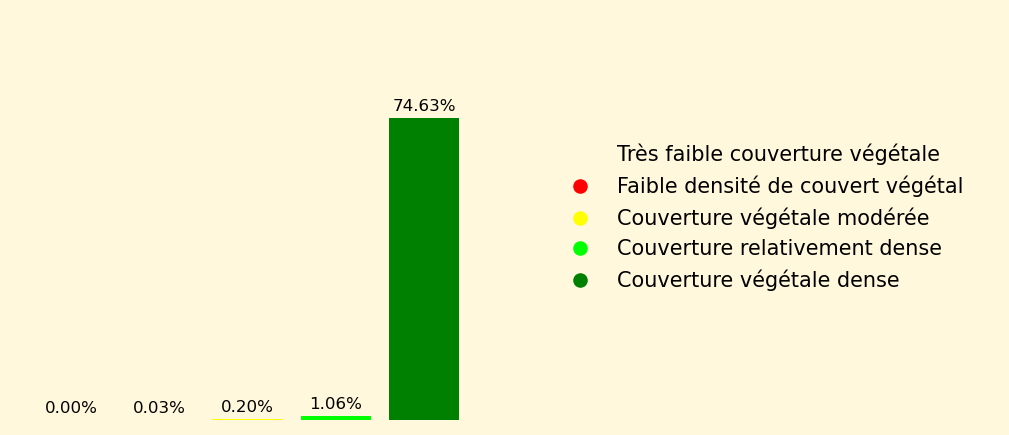 74.63%
0.00%
0.03%
0.20%
1.06%
Très faible couverture végétale
Faible densité de couvert végétal
Couverture végétale modérée
Couverture relativement dense
Couverture végétale dense